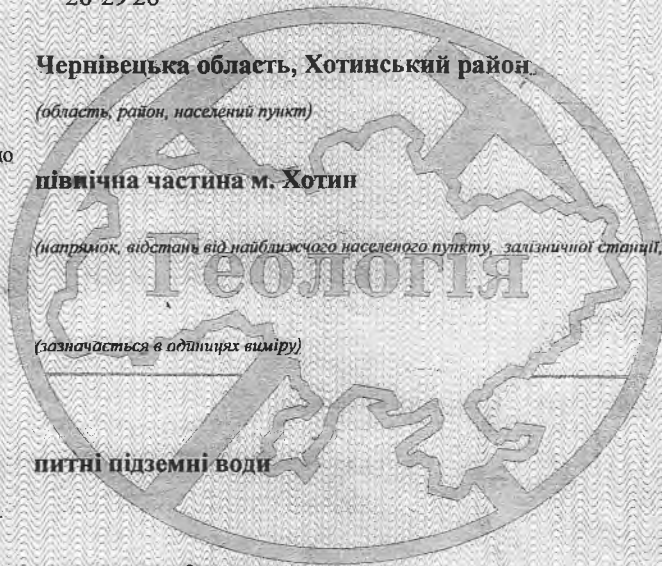 Чернівецька область, Хотинський район
(область, район, населений пункт)
північна частина м. Хотин
(напрямок, відстань від найближчого населеного пункту, залізничної станції,
Геологія
(зазначається в одиницях виміру)
питні підземні води